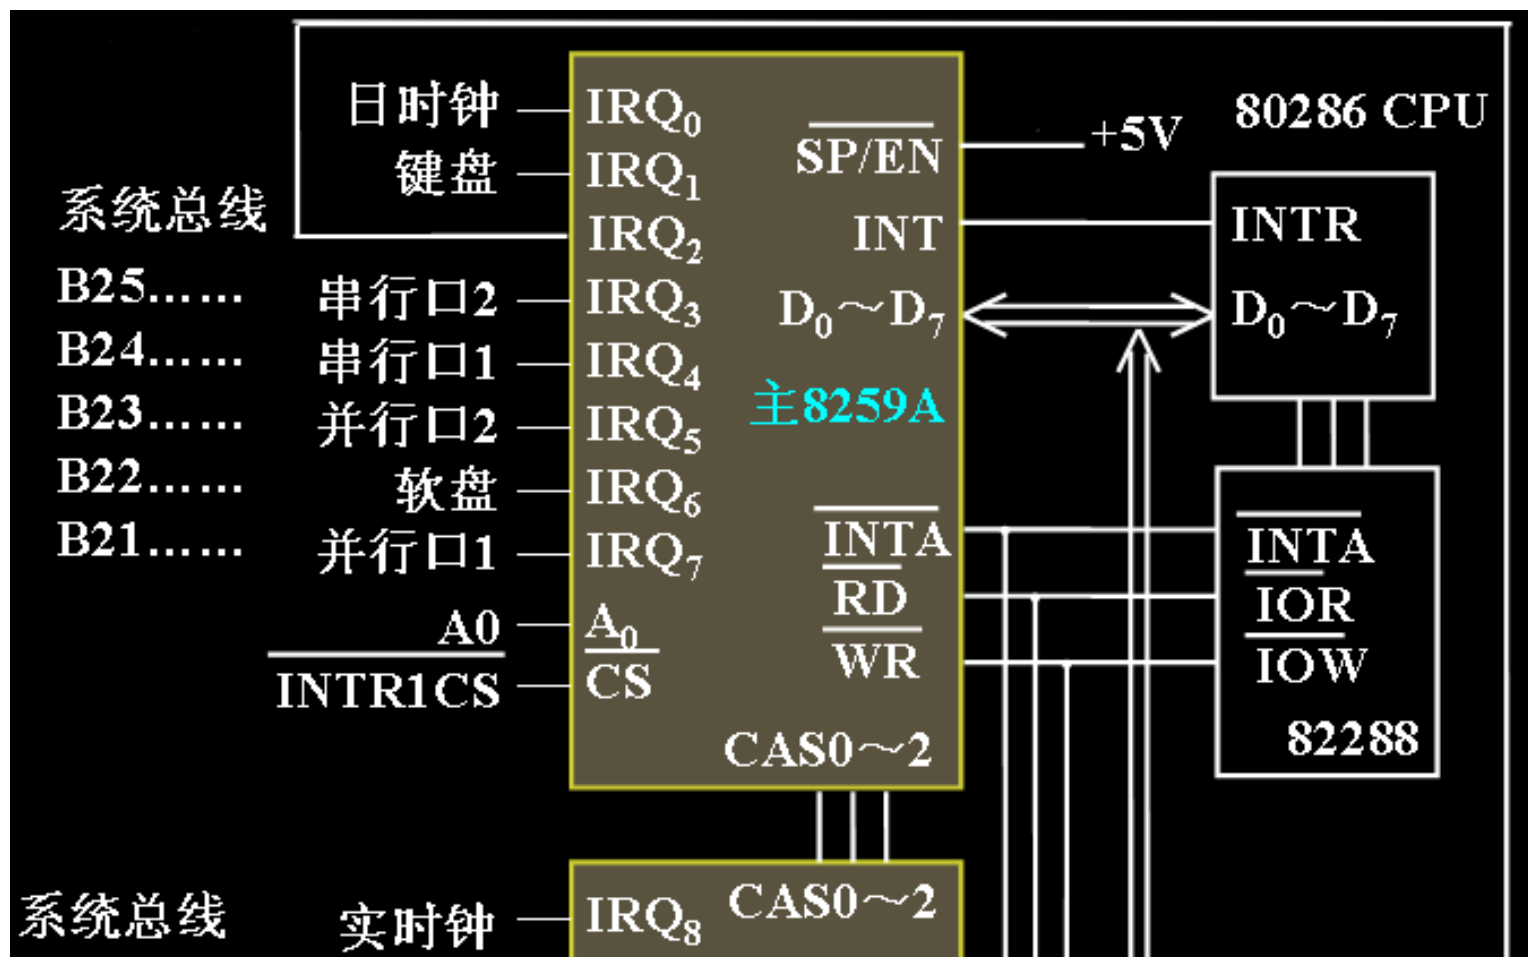 日时钟 IRQ0 80286 CPU
SP/EN +5V
键盘 IRQ1
系统总线 IRQ2 INT INTR
B25…… 串行口2 IRQ3 D0～D7 D0～D7
B24…… 串行口1 IRQ4
主8259A
B23…… 并行口2 IRQ5
B22…… 软盘 IRQ6
B21…… 并行口1 IRQ7 INTA INTA
A0 A0 RD IOR
INTR1CS CS WR IOW
CAS0～2 82288
系统总线 实时钟 IRQ8 CAS0～2